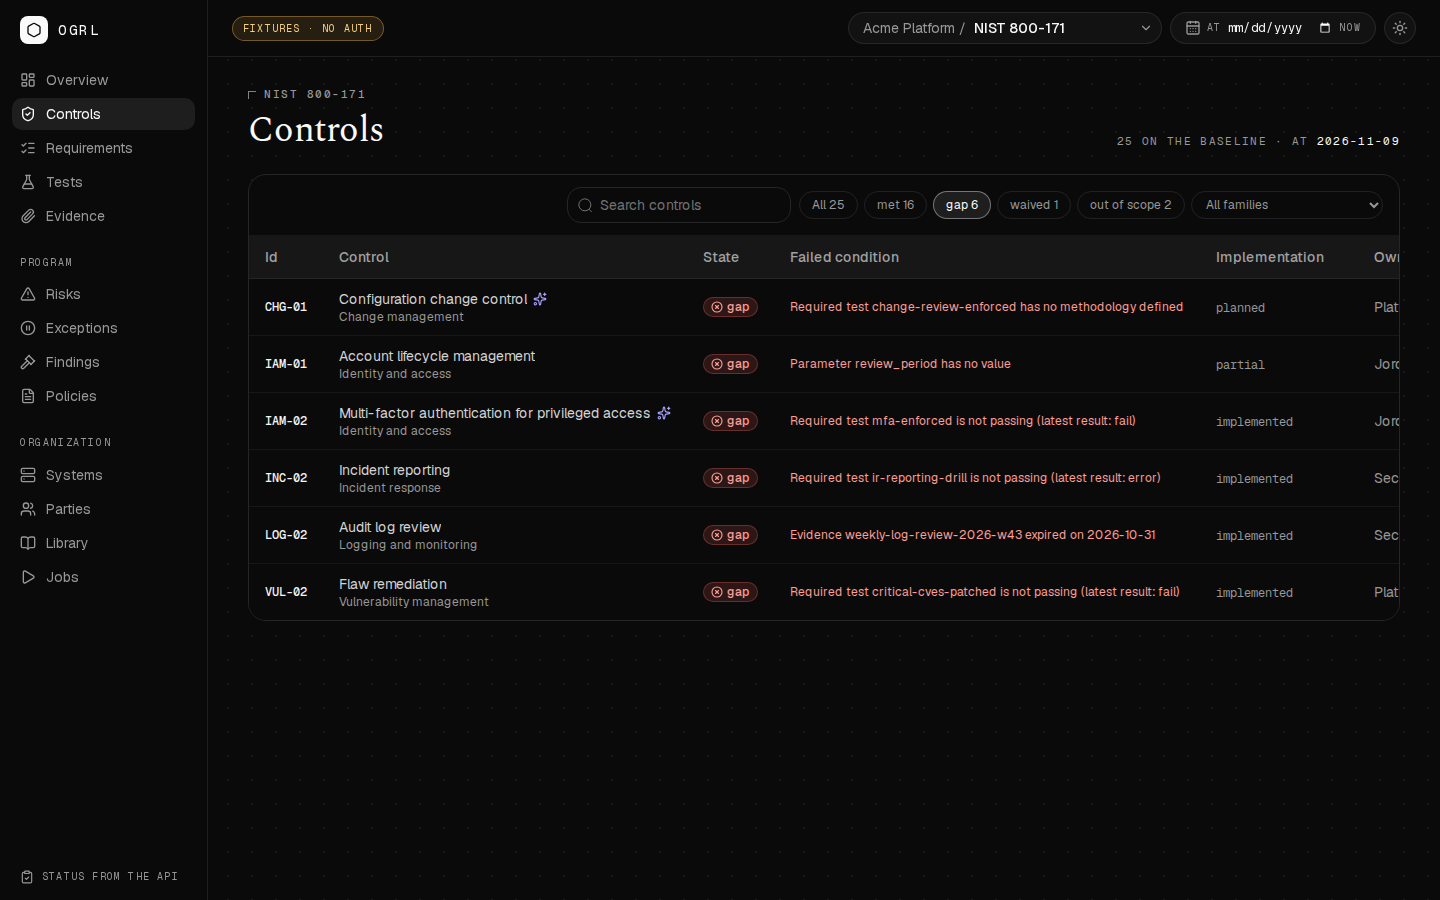 OGRL
FIXTURES · NO AUTH
Acme Platform / NIST 800-171
AT mm/dd/yyyy NOW
Overview
Controls
Requirements
Tests
Evidence
PROGRAM
Risks
Exceptions
Findings
Policies
ORGANIZATION
Systems
Parties
Library
Jobs
STATUS FROM THE API
NIST 800-171
Controls
25 ON THE BASELINE · AT 2026-11-09
Search controls
All 25 met 16 gap 6 waived 1 out of scope 2 All families
Id Control State Failed condition Implementation
CHG-01 Configuration change control gap Required test change-review-enforced has no methodology defined planned
Change management
IAM-01 Account lifecycle management gap Parameter review_period has no value partial
Identity and access
IAM-02 Multi-factor authentication for privileged access gap Required test mfa-enforced is not passing (latest result: fail) implemented
Identity and access
INC-02 Incident reporting gap Required test ir-reporting-drill is not passing (latest result: error) implemented
Incident response
LOG-02 Audit log review gap Evidence weekly-log-review-2026-w43 expired on 2026-10-31 implemented
Logging and monitoring
VUL-02 Flaw remediation gap Required test critical-cves-patched is not passing (latest result: fail) implemented
Vulnerability management